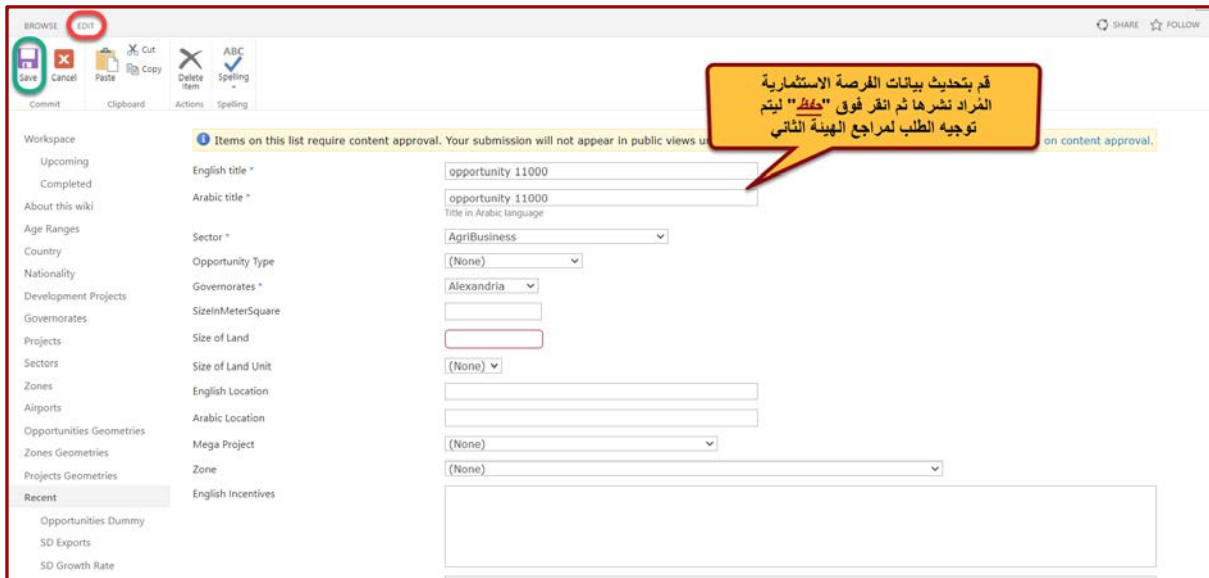 BROWSE EDIT SHARE FOLLOW
Save Cancel Paste Cut Copy Delete Item ABC Spelling
Commit Clipboard Actions Spelling
قم بتحديث بيانات الفرصة الاستثمارية
المُراد نشرها ثم انقر فوق "حفظ" ليتم
توجيه الطلب لمراجع الهيئة الثاني
Items on this list require content approval. Your submission will not appear in public views u on content approval.
Workspace
Upcoming
Completed
About this wiki
Age Ranges
Country
Nationality
Development Projects
Governorates
Projects
Sectors
Zones
Airports
Opportunities Geometries
Zones Geometries
Projects Geometries
Recent
Opportunities Dummy
SD Exports
SD Growth Rate
English title * opportunity 11000
Arabic title * opportunity 11000
Title in Arabic language
Sector * AgriBusiness
Opportunity Type (None)
Governorates * Alexandria
SizeInMeterSquare
Size of Land
Size of Land Unit (None)
English Location
Arabic Location
Mega Project (None)
Zone (None)
English Incentives